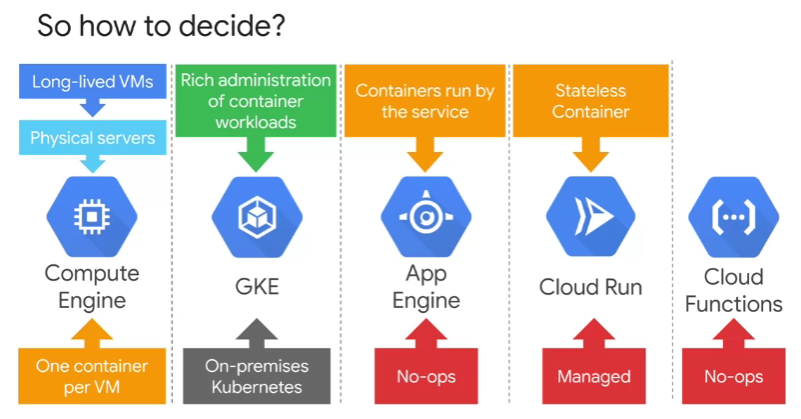 So how to decide?
Long-lived VMs
Physical servers
Compute
Engine
One container
per VM
Rich administration
of container
workloads
GKE
On-premises
Kubernetes
Containers run by
the service
App
Engine
No-ops
Stateless
Container
Cloud Run
Managed
Cloud
Functions
No-ops